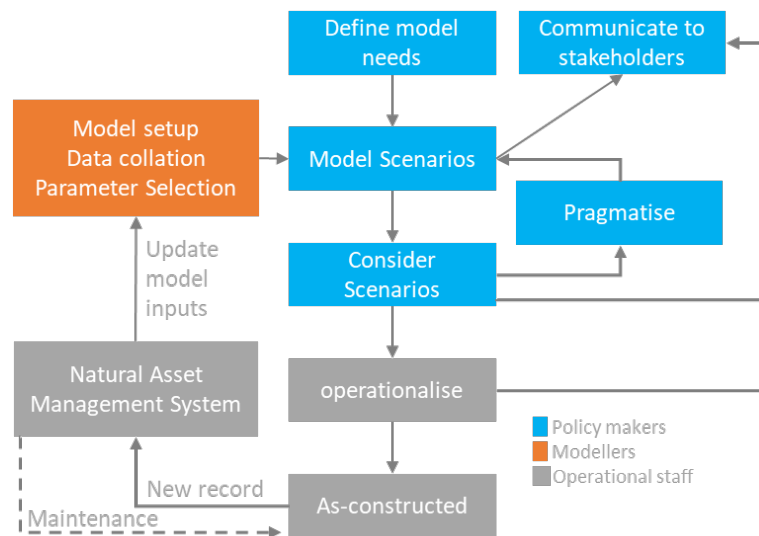 Define model
needs
Communicate to
stakeholders
Model setup
Data collation
Parameter Selection
Model Scenarios
Pragmatise
Update
model
inputs
Consider
Scenarios
Natural Asset
Management System
operationalise
Policy makers
Modellers
Operational staff
New record
As-constructed
Maintenance